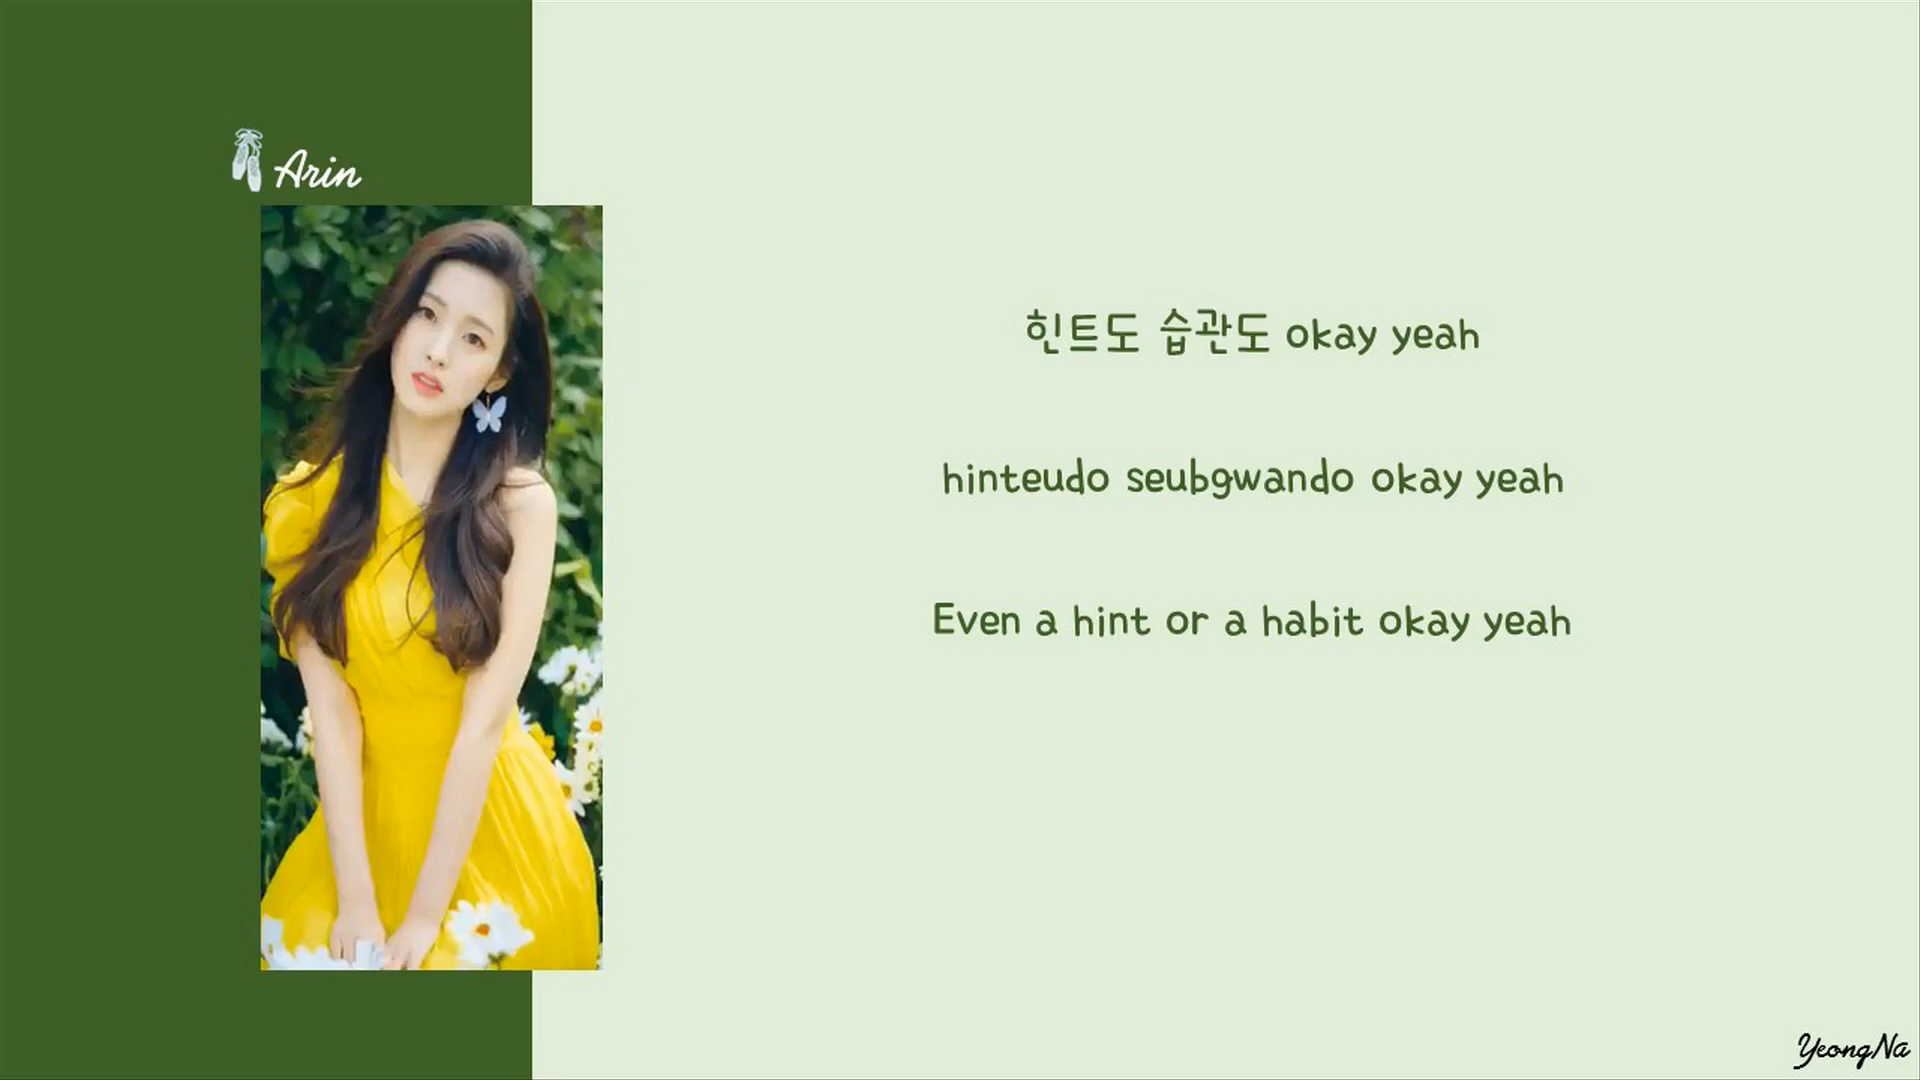 Arin
힌트도 습관도 okay yeah
hinteudo seubgwando okay yeah
Even a hint or a habit okay yeah
YeongNa